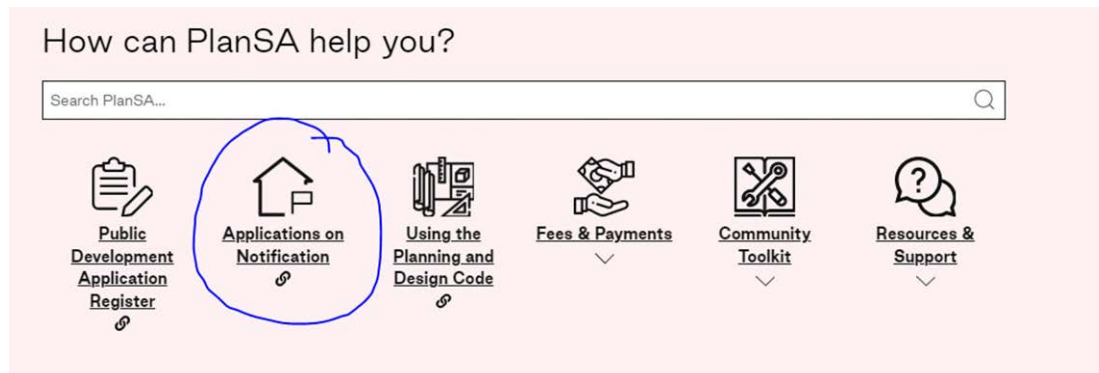 How can PlanSA help you?
Search PlanSA...
Public
Development
Application
Register
Applications on
Notification
Using the
Planning and
Design Code
Fees & Payments
Community
Toolkit
Resources &
Support